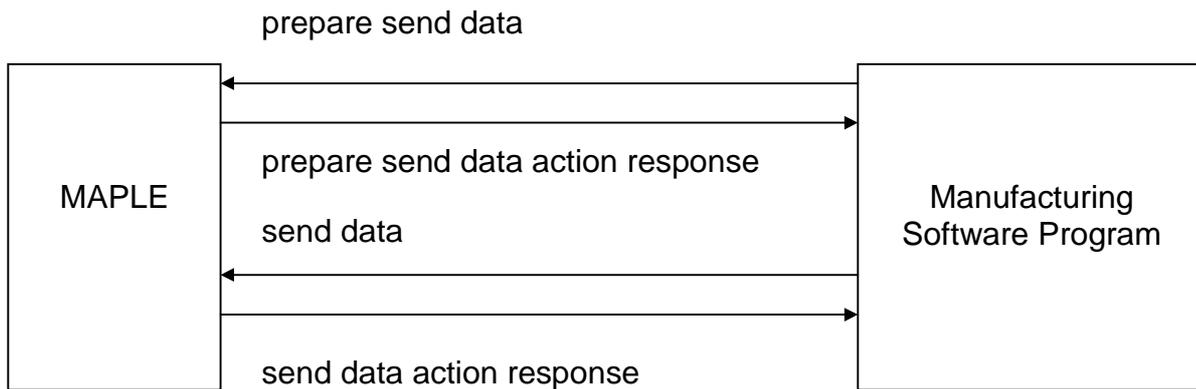 prepare send data
prepare send data action response
MAPLE
Manufacturing
Software Program
send data
send data action response